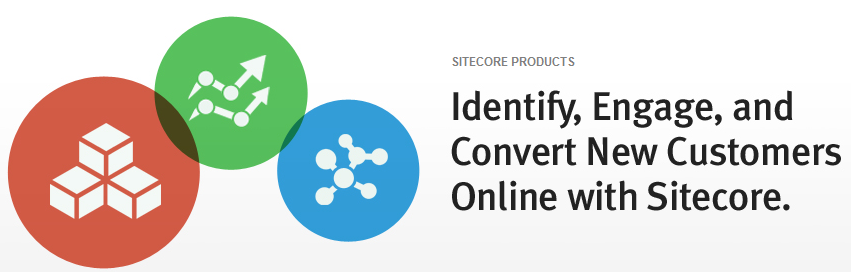 SITECORE PRODUCTS
Identify, Engage, and
Convert New Customers
Online with Sitecore.